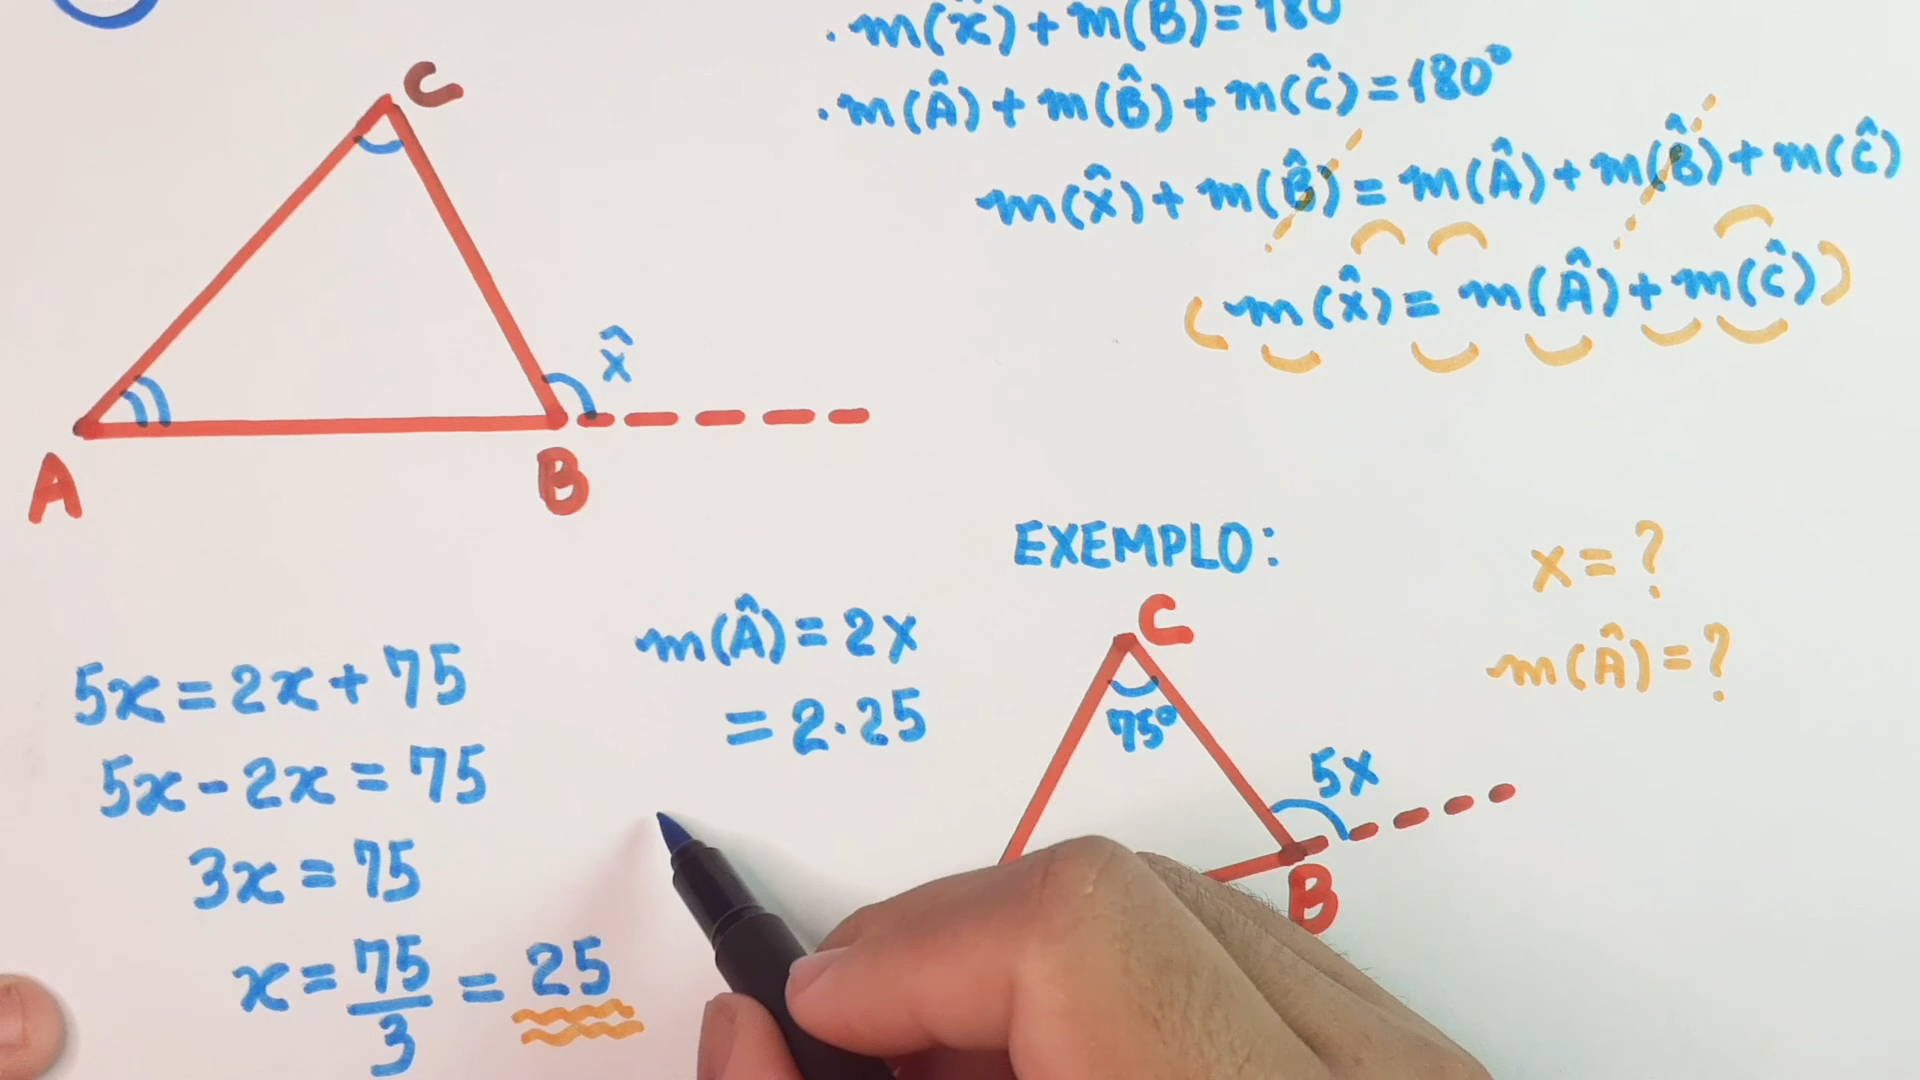 . m(x̂) + m(B̂) = 180
. m(Â) + m(B̂) + m(Ĉ) = 180°
m(x̂) + m(B̂) = m(Â) + m(B̂) + m(Ĉ)
( m(x̂) = m(Â) + m(Ĉ) )
C
x̂
A
B
EXEMPLO:
x = ?
m(Â) = ?
C
75°
5x
B
5x = 2x + 75
5x - 2x = 75
3x = 75
x = 75/3 = 25
m(Â) = 2x
= 2.25